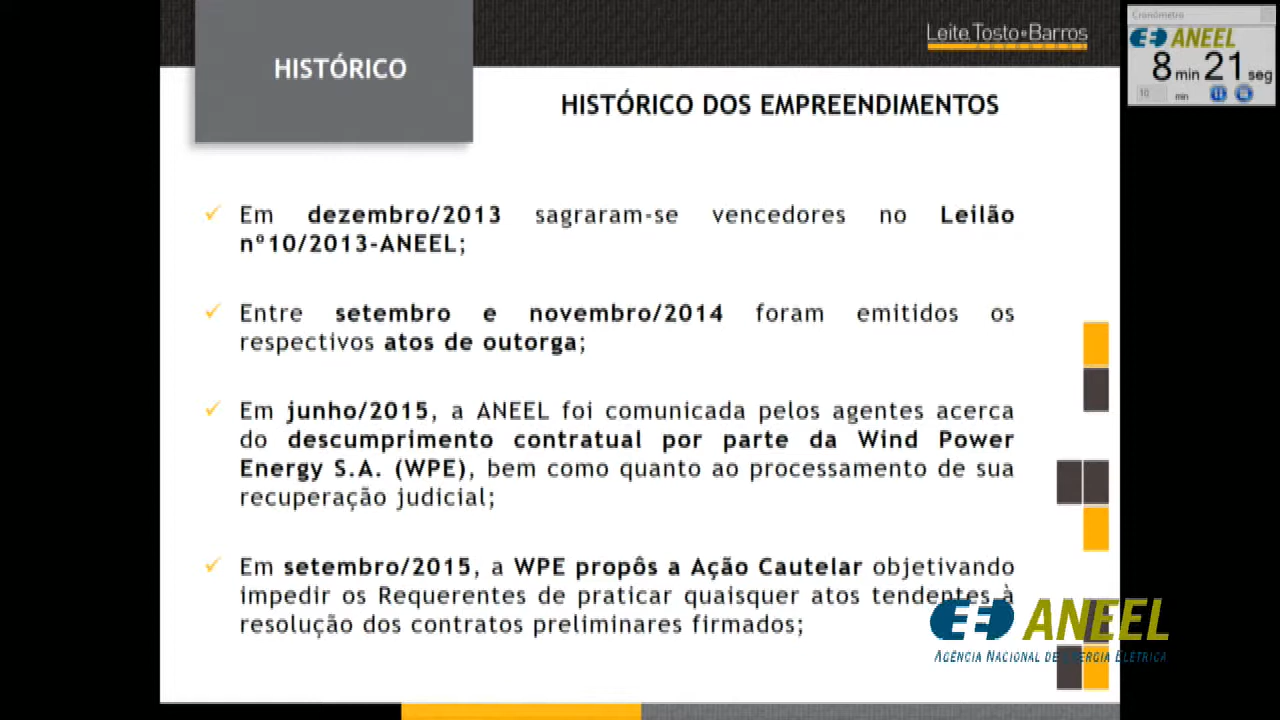 HISTÓRICO
Leite,Tosto•Barros
ADVOGADOS
Cronômetro
ANEEL
8 min 21 seg
10 min
HISTÓRICO DOS EMPREENDIMENTOS
Em dezembro/2013 sagraram-se vencedores no Leilão
nº10/2013-ANEEL;
Entre setembro e novembro/2014 foram emitidos os
respectivos atos de outorga;
Em junho/2015, a ANEEL foi comunicada pelos agentes acerca
do descumprimento contratual por parte da Wind Power
Energy S.A. (WPE), bem como quanto ao processamento de sua
recuperação judicial;
Em setembro/2015, a WPE propôs a Ação Cautelar objetivando
impedir os Requerentes de praticar quaisquer atos tendentes à
resolução dos contratos preliminares firmados;
ANEEL
AGÊNCIA NACIONAL DE ENERGIA ELÉTRICA